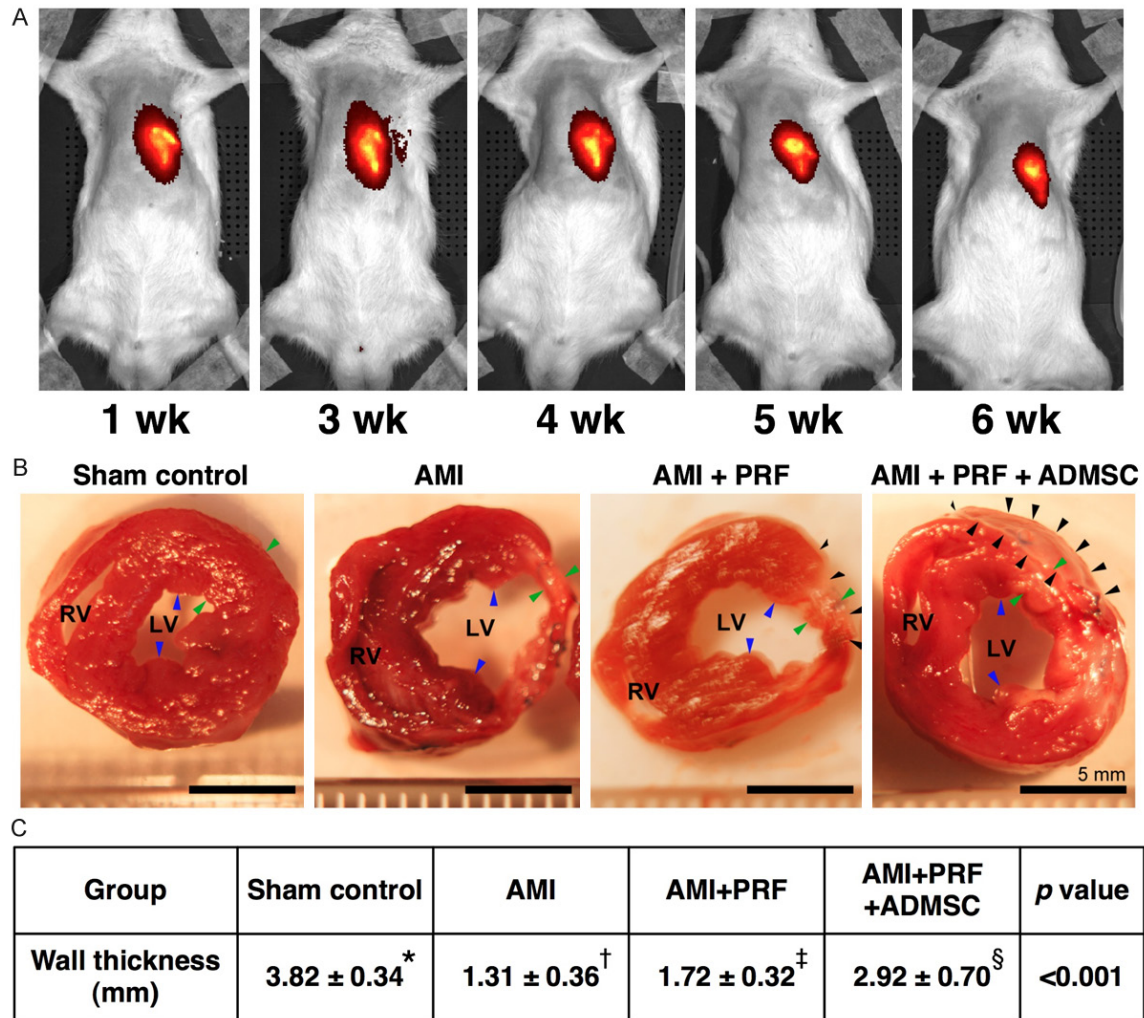 A
1 wk 3 wk 4 wk 5 wk 6 wk
B
Sham control AMI AMI + PRF AMI + PRF + ADMSC
RV LV RV LV RV LV RV LV
5 mm
C
Group Sham control AMI AMI+PRF AMI+PRF +ADMSC p value
Wall thickness (mm) 3.82 ± 0.34* 1.31 ± 0.36† 1.72 ± 0.32‡ 2.92 ± 0.70§ <0.001